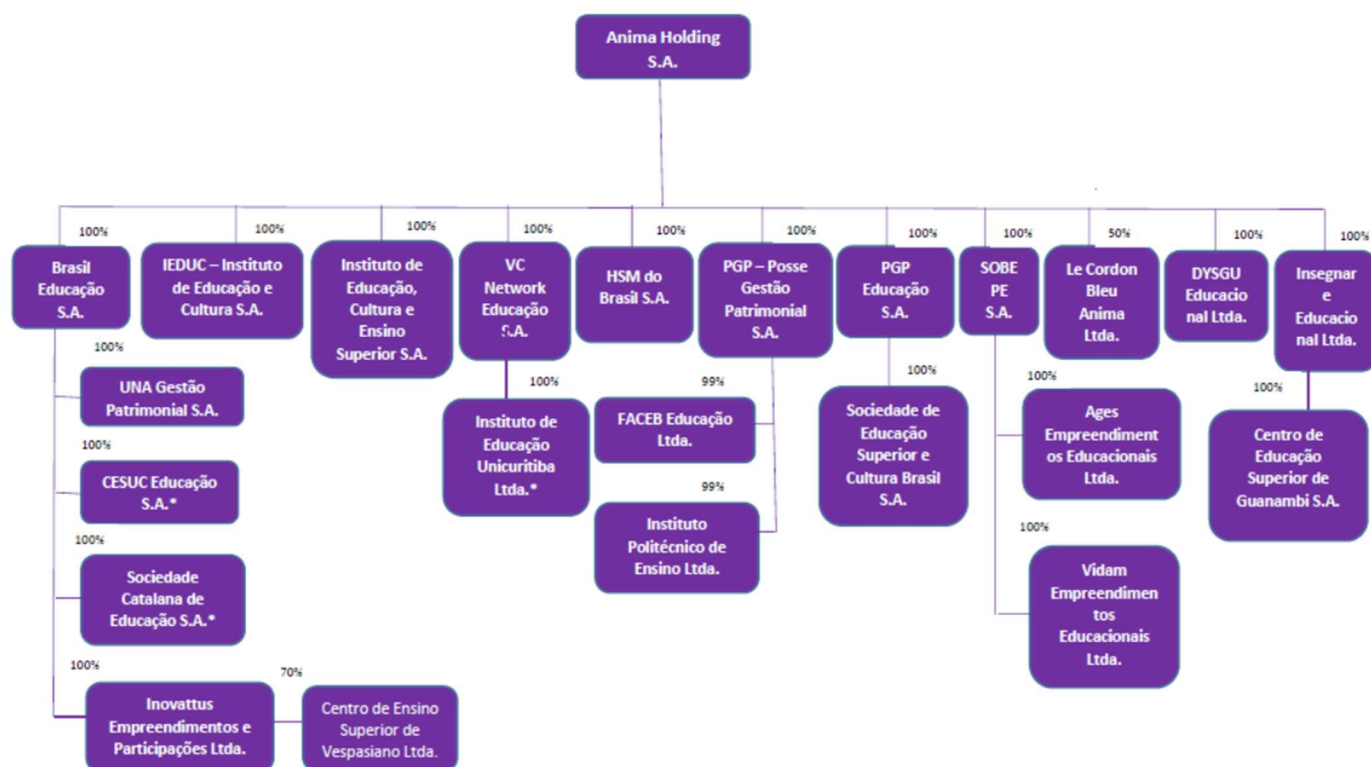 Anima Holding
S.A.
100%
100%
100%
100%
100%
100%
100%
100%
50%
100%
100%
Brasil
Educação
S.A.
IEDUC – Instituto
de Educação e
Cultura S.A.
Instituto de
Educação,
Cultura e
Ensino
Superior S.A.
VC
Network
Educação
S.A.
HSM do
Brasil S.A.
PGP – Posse
Gestão
Patrimonial
S.A.
PGP
Educação
S.A.
SOBE
PE
S.A.
Le Cordon
Bleu
Anima
Ltda.
DYSGU
Educacio
nal Ltda.
Insegnar
e
Educacio
nal Ltda.
100%
UNA Gestão
Patrimonial S.A.
100%
CESUC Educação
S.A.*
100%
Sociedade
Catalana de
Educação S.A.*
100%
Inovattus
Empreendimentos e
Participações Ltda.
70%
Centro de Ensino
Superior de
Vespasiano Ltda.
100%
Instituto de
Educação
Unicuritiba
Ltda.*
99%
FACEB Educação
Ltda.
99%
Instituto
Politécnico de
Ensino Ltda.
100%
Sociedade de
Educação
Superior e
Cultura Brasil
S.A.
100%
Ages
Empreendiment
os Educacionais
Ltda.
100%
Vidam
Empreendimen
tos
Educacionais
Ltda.
100%
Centro de
Educação
Superior de
Guanambi S.A.